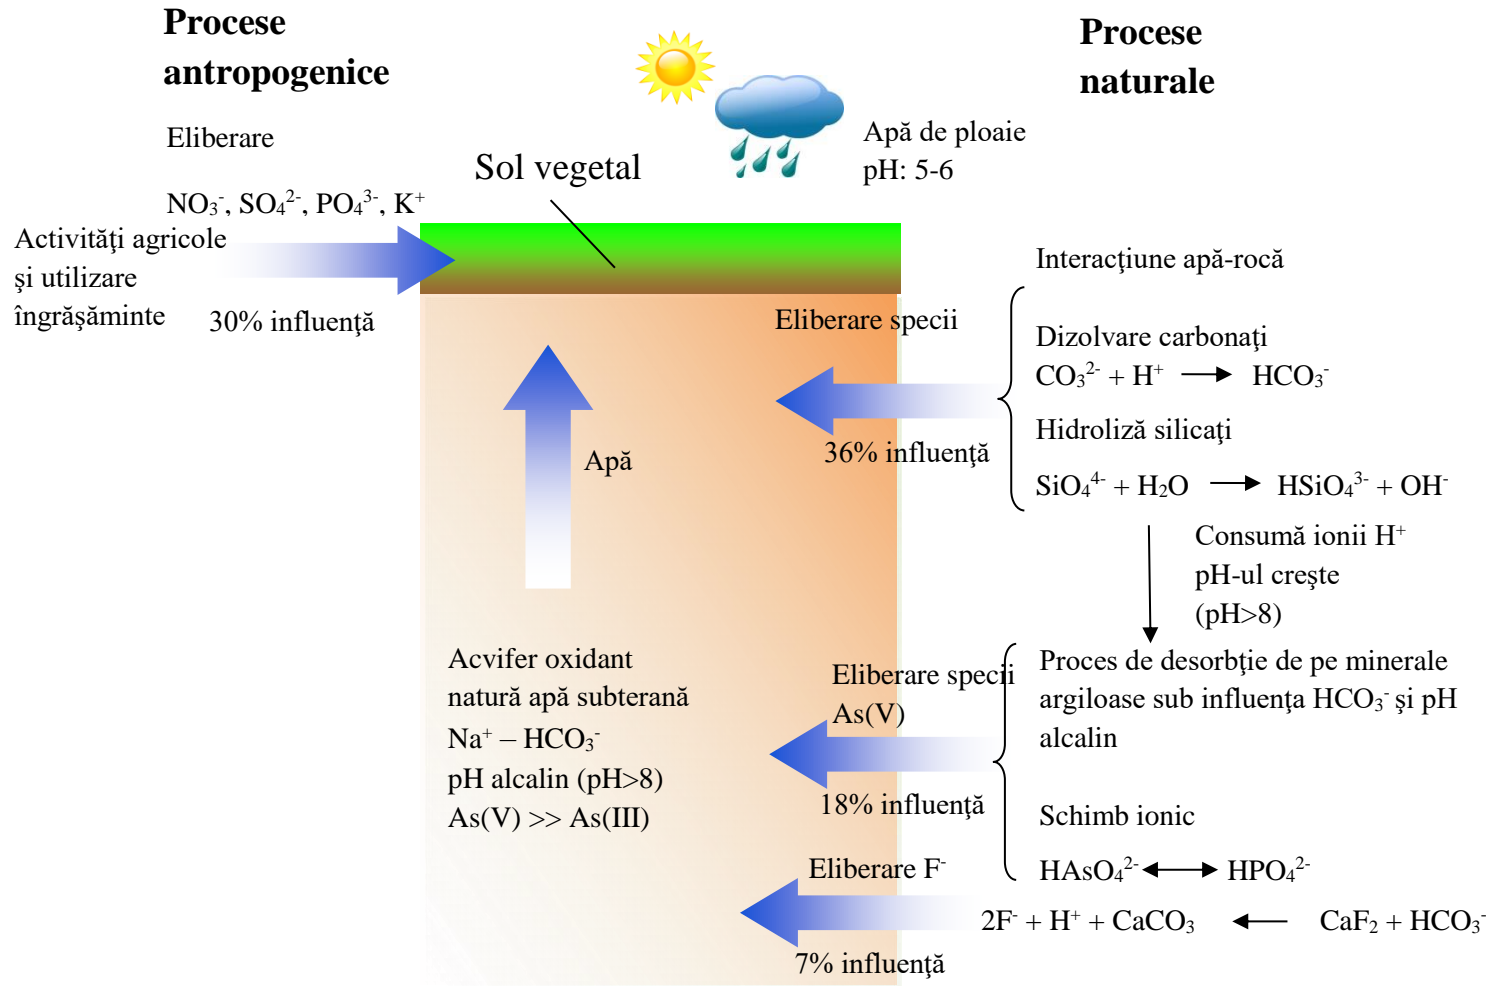 Procese
antropogenice
Eliberare
NO₃⁻, SO₄²⁻, PO₄³⁻, K⁺
Activităţi agricole
şi utilizare
îngrăşăminte
30% influenţă
Sol vegetal
Apă de ploaie
pH: 5-6
Procese
naturale
Interacţiune apă-rocă
Eliberare specii
Dizolvare carbonaţi
CO₃²⁻ + H⁺ → HCO₃⁻
Hidroliză silicaţi
36% influenţă
SiO₄⁴⁻ + H₂O → HSiO₄³⁻ + OH⁻
Apă
Consumă ionii H⁺
pH-ul creşte
(pH>8)
Acvifer oxidant
natură apă subterană
Na⁺ – HCO₃⁻
pH alcalin (pH>8)
As(V) >> As(III)
Eliberare specii
As(V)
18% influenţă
Proces de desorbţie de pe minerale
argiloase sub influenţa HCO₃⁻ şi pH
alcalin
Schimb ionic
HAsO₄²⁻ ↔ HPO₄²⁻
Eliberare F⁻
2F⁻ + H⁺ + CaCO₃ ← CaF₂ + HCO₃⁻
7% influenţă